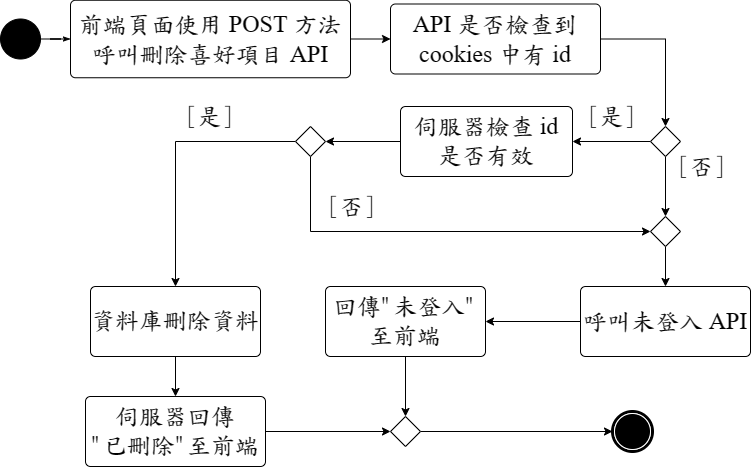 前端頁面使用 POST 方法
呼叫刪除喜好項目 API
API 是否檢查到
cookies 中有 id
［是］
［是］
伺服器檢查 id
是否有效
［否］
［否］
資料庫刪除資料
回傳"未登入"
至前端
呼叫未登入 API
伺服器回傳
"已刪除"至前端